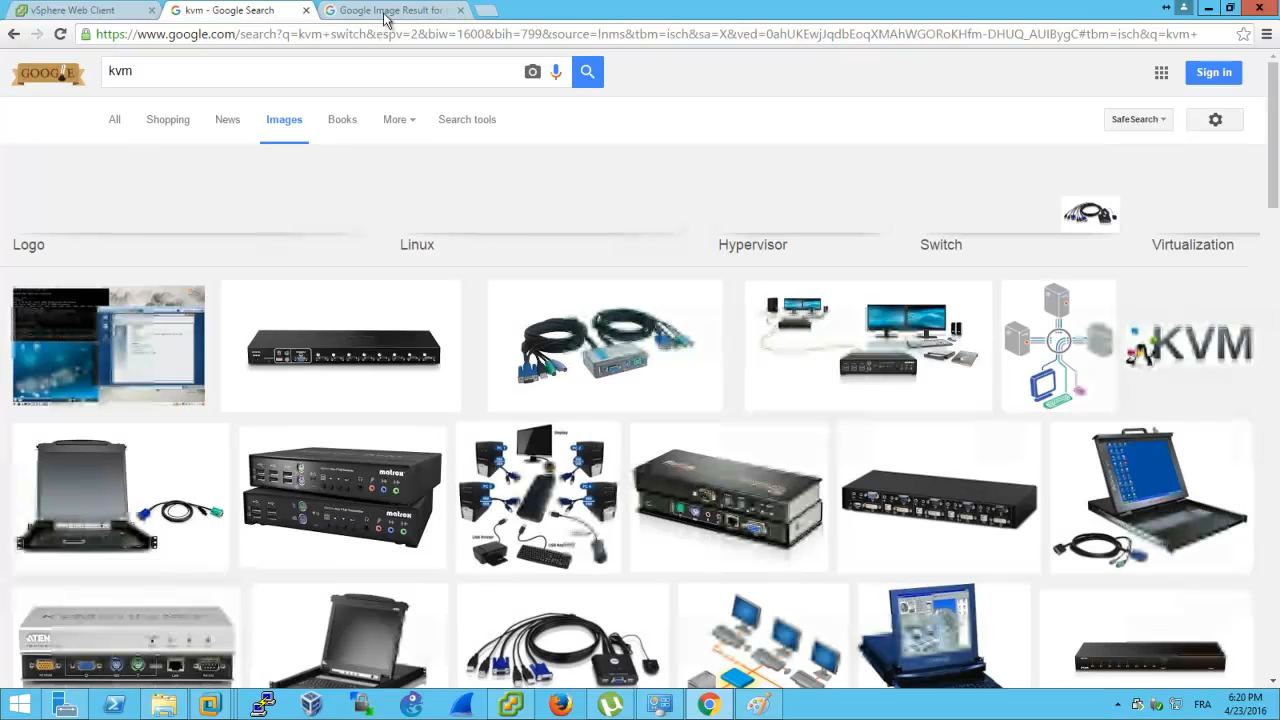 vSphere Web Client
kvm - Google Search
Google Image Result for
https://www.google.com/search?q=kvm+switch&espv=2&biw=1600&bih=799&source=lnms&tbm=isch&sa=X&ved=0ahUKEwjJqdbEoqXMAhWGORoKHfm-DtUQ_AUIBygC#tbm=isch&q=kvm+
GOOGLE
kvm
Sign in
All
Shopping
News
Images
Books
More
Search tools
SafeSearch
Logo
Linux
Hypervisor
Switch
Virtualization
KVM
matrox
matrox
Display
ATEN
6:20 PM
FRA
4/23/2016